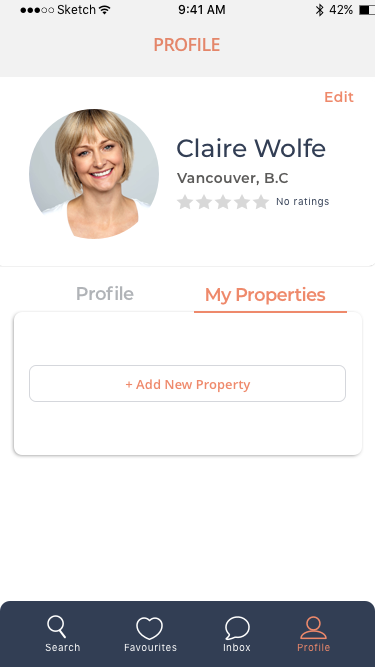 Sketch 9:41 AM 42%
PROFILE
Edit
Claire Wolfe
Vancouver, B.C
No ratings
Profile My Properties
+ Add New Property
Search Favourites Inbox Profile